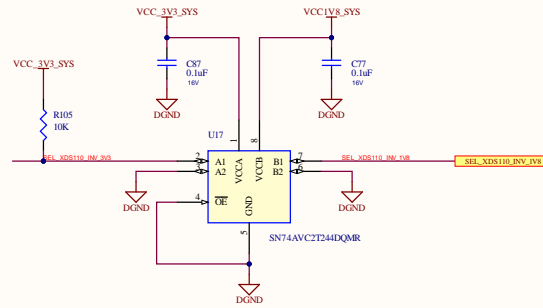 VCC_3V3_SYS
VCC1V8_SYS
C87
0.1uF
16V
C77
0.1uF
16V
VCC_3V3_SYS
DGND
DGND
R105
10K
U17
1
8
VCCA
VCCB
SEL_XDS110_INV_3V3
2
A1
B1
7
SEL_XDS110_INV_1V8
SEL_XDS110_INV_1V8
3
A2
B2
6
4
OE
GND
DGND
DGND
5
SN74AVC2T244DQMR
DGND